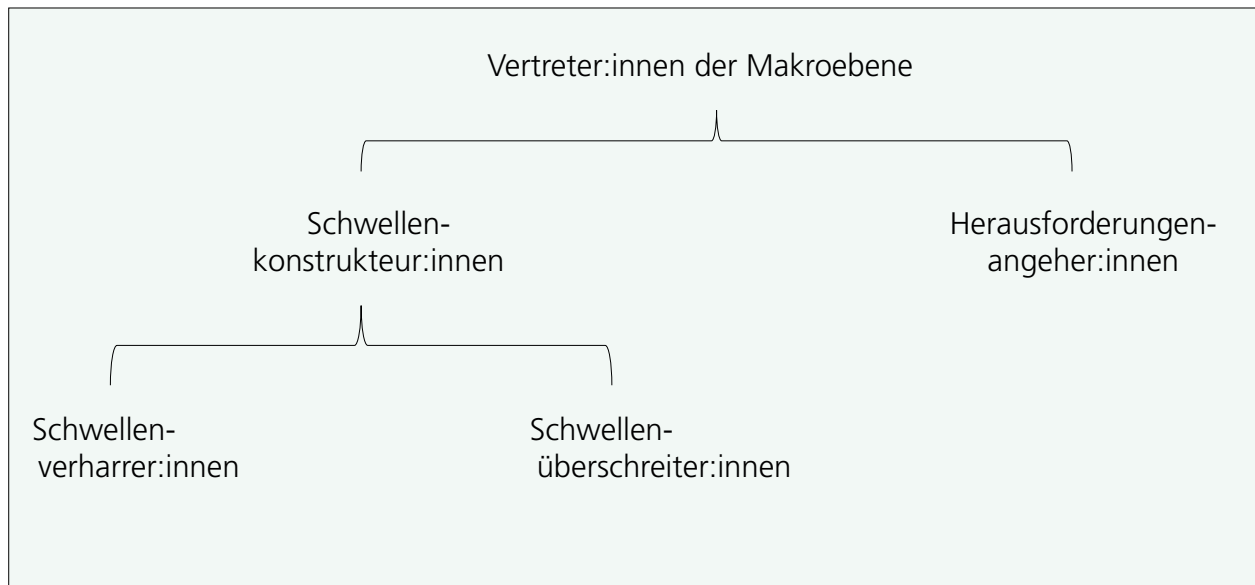 Vertreter:innen der Makroebene
Schwellen-
konstrukteur:innen
Herausforderungen-
angeher:innen
Schwellen-
verharrer:innen
Schwellen-
überschreiter:innen